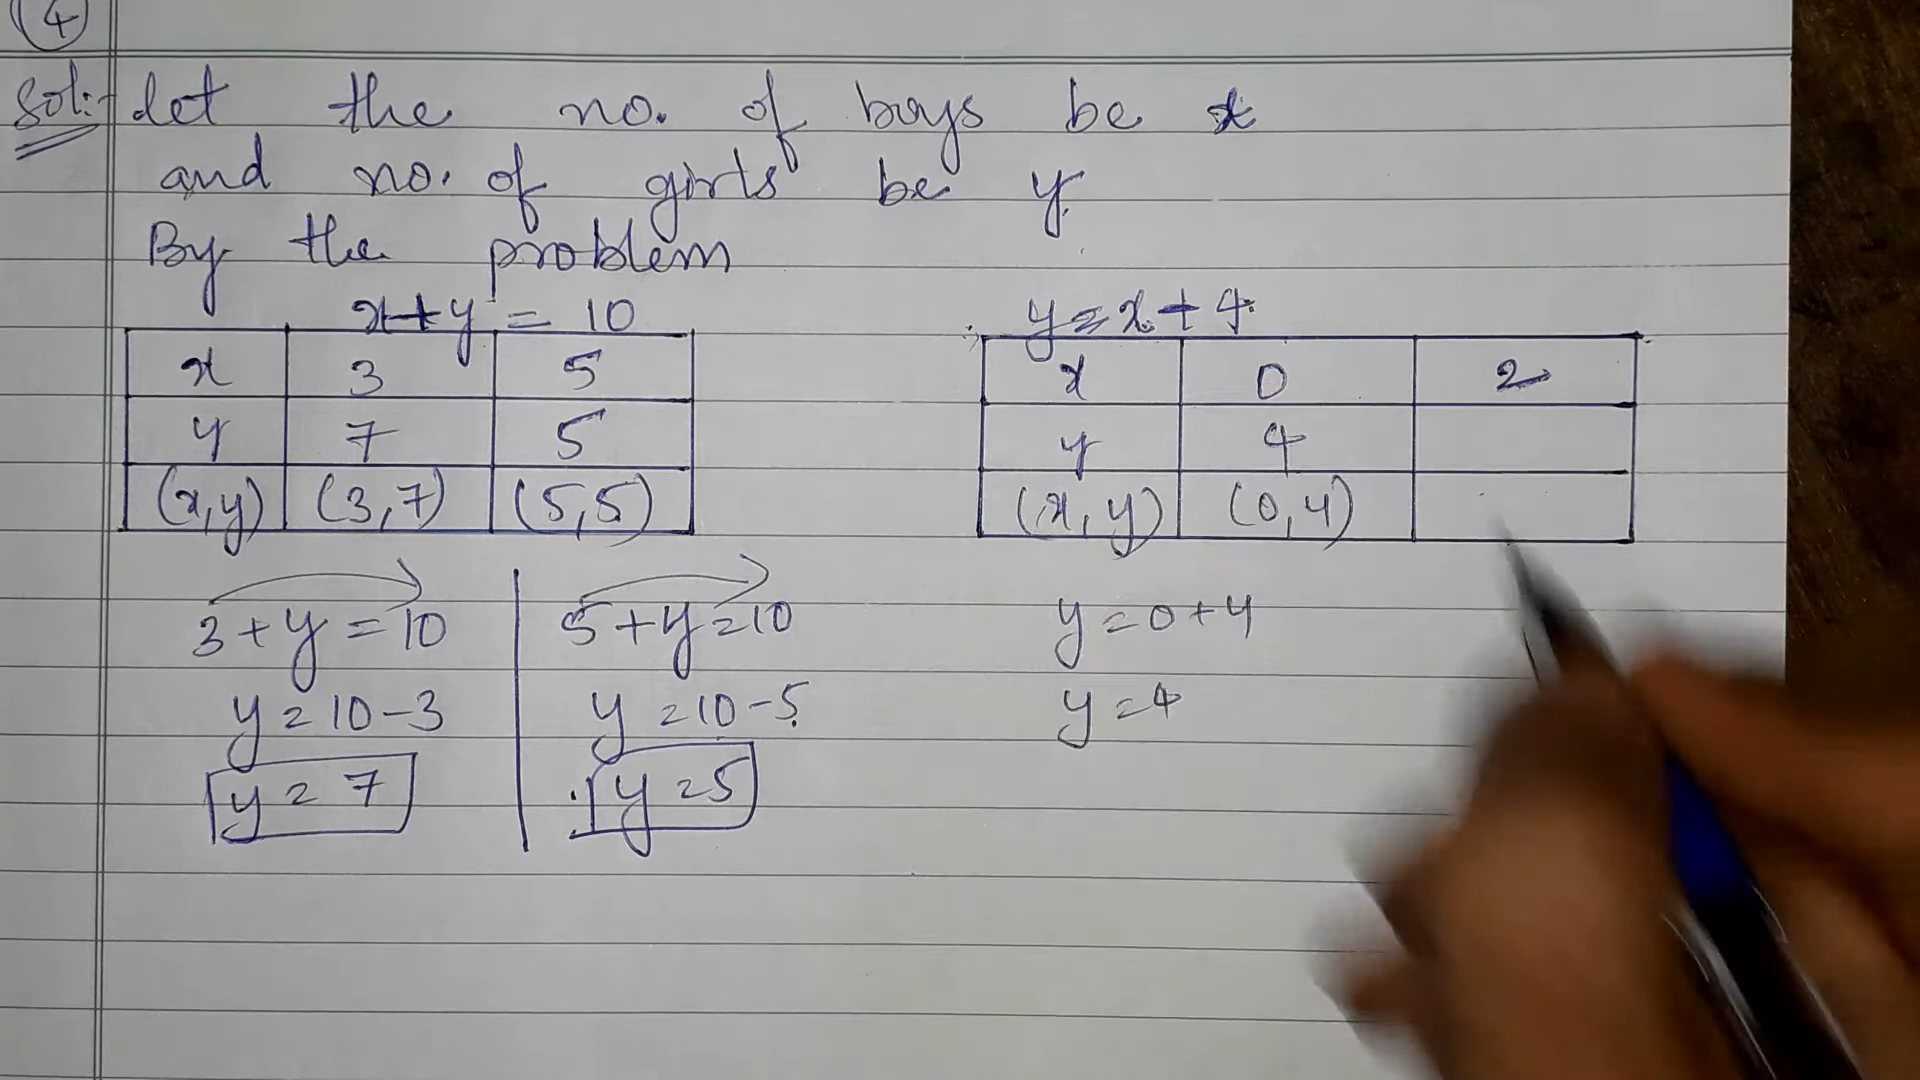 4
Sol:- let the no. of boys be x
and no. of girls be y.
By the problem
x+y = 10
x 3 5
y 7 5
(x,y) (3,7) (5,5)
3+y=10
y=10-3
y=7
5+y=10
y=10-5
y=5
y=x+4
x 0 2
y 4
(x,y) (0,4)
y=0+4
y=4